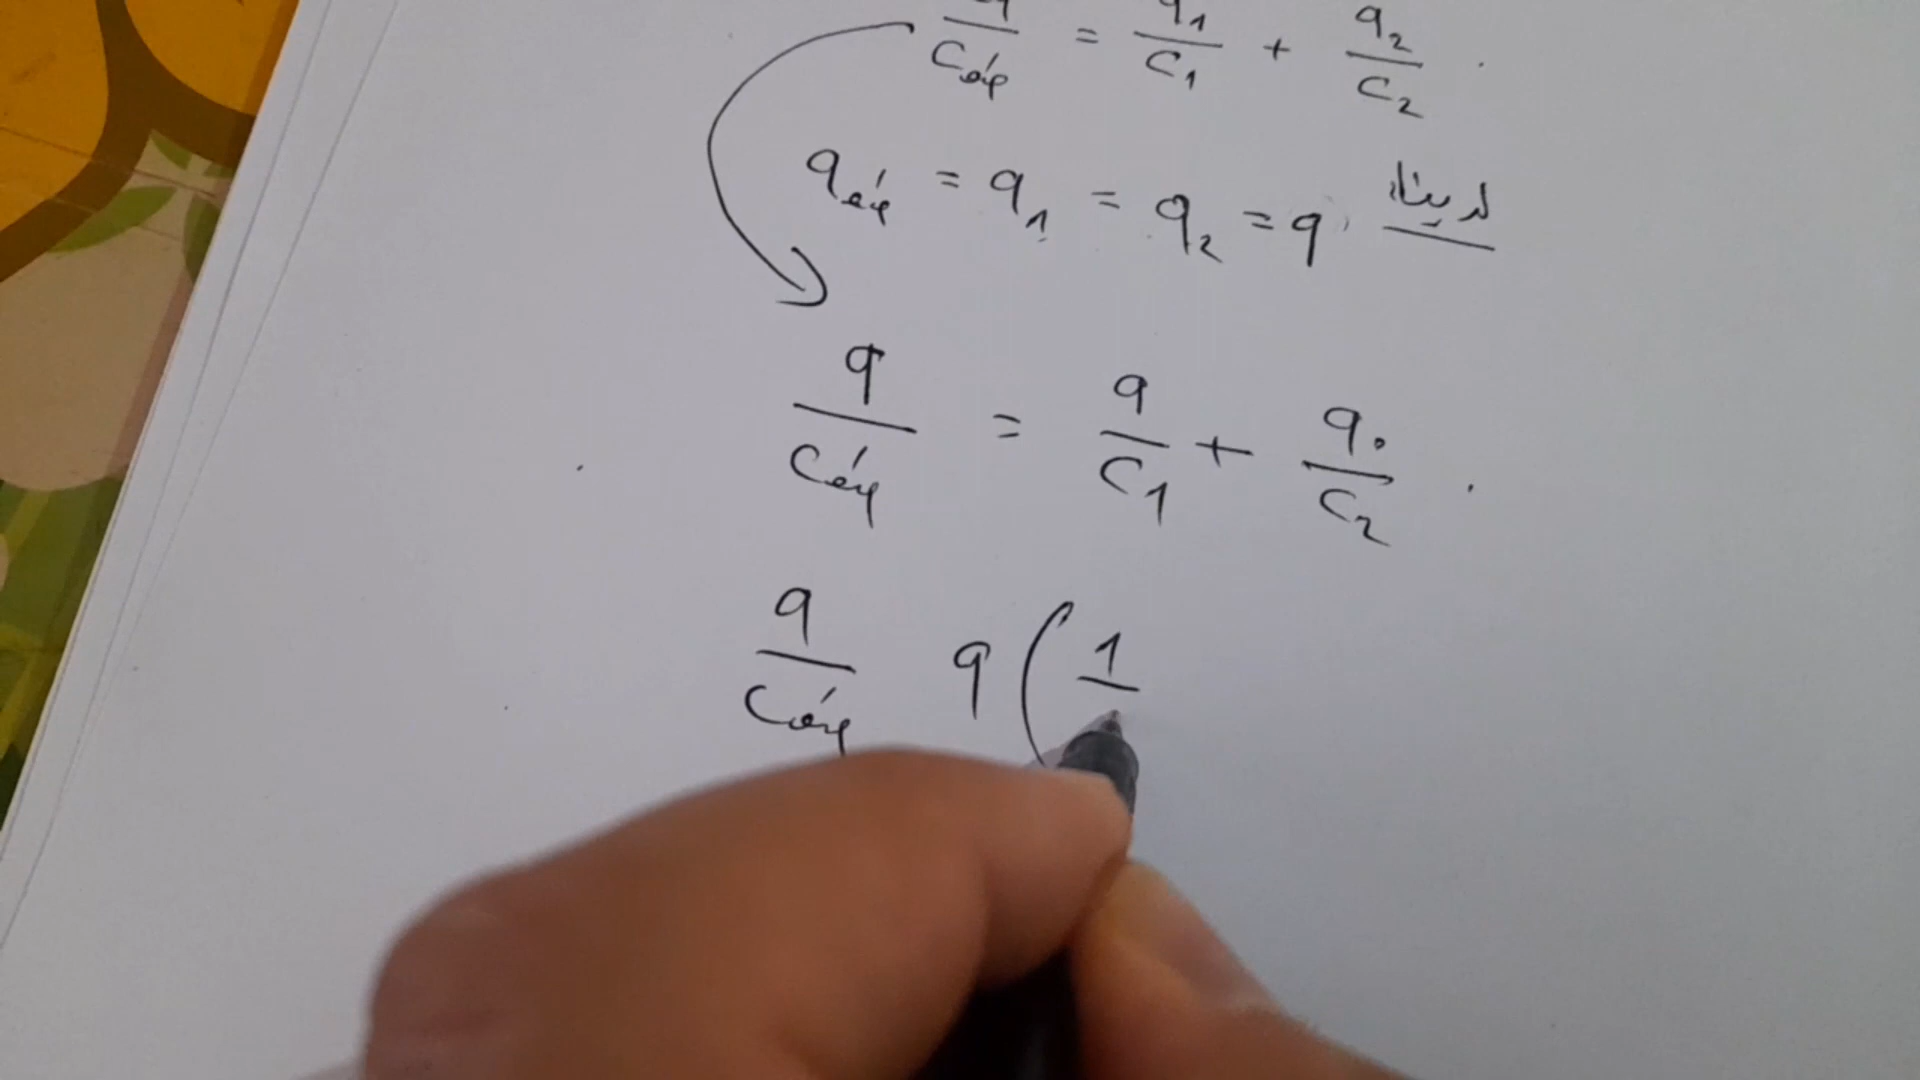 q/Céq = q1/C1 + q2/C2
qéq = q1 = q2 = q لدينا
q/Céq = q/C1 + q/C2
q/Céq q ( 1/